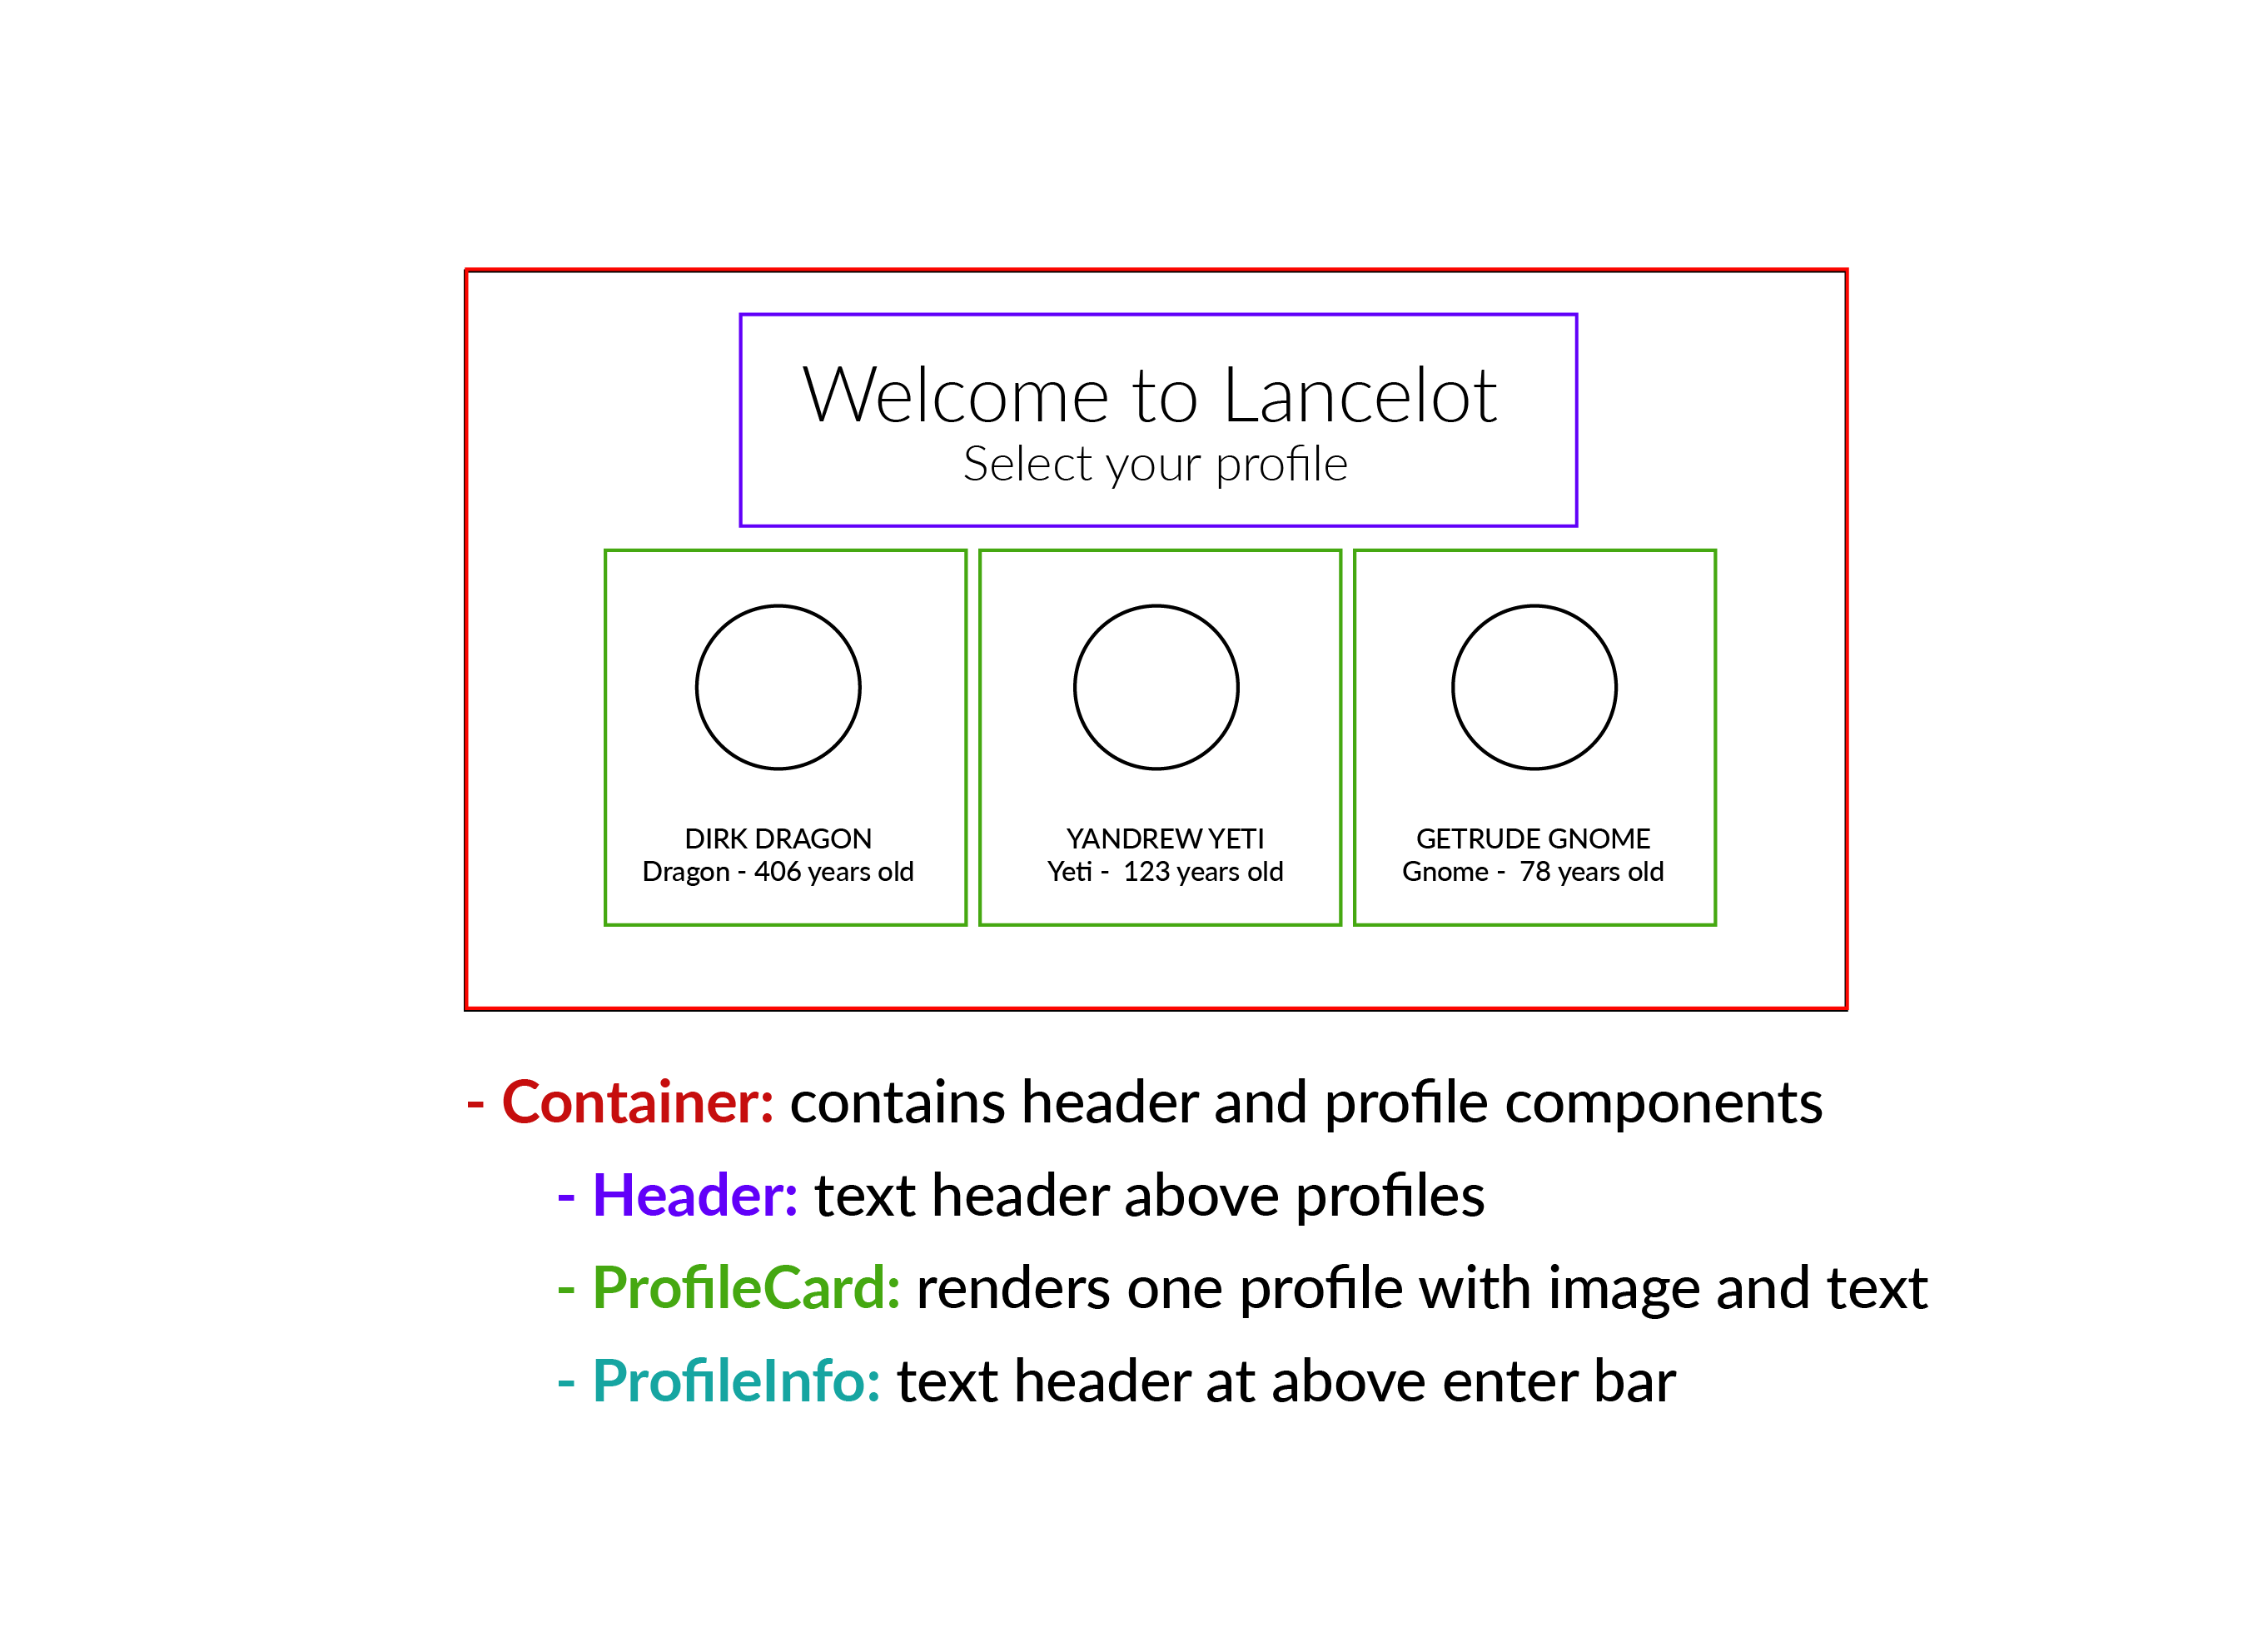 Welcome to Lancelot
Select your profile
DIRK DRAGON
Dragon - 406 years old
YANDREW YETI
Yeti -  123 years old
GETRUDE GNOME
Gnome -  78 years old
- Container: contains header and profile components
- Header: text header above profiles
- ProfileCard: renders one profile with image and text
- ProfileInfo: text header at above enter bar